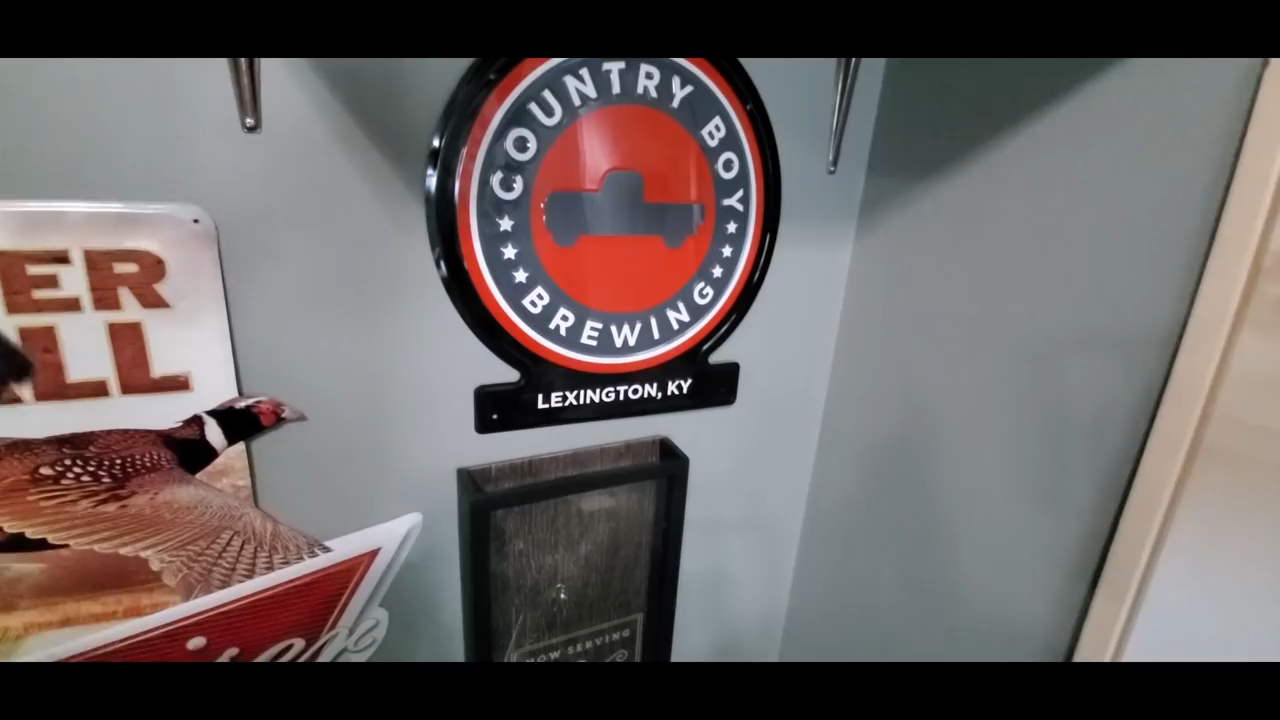 COUNTRY BOY
BREWING
LEXINGTON, KY
ER
LL
NOW SERVING